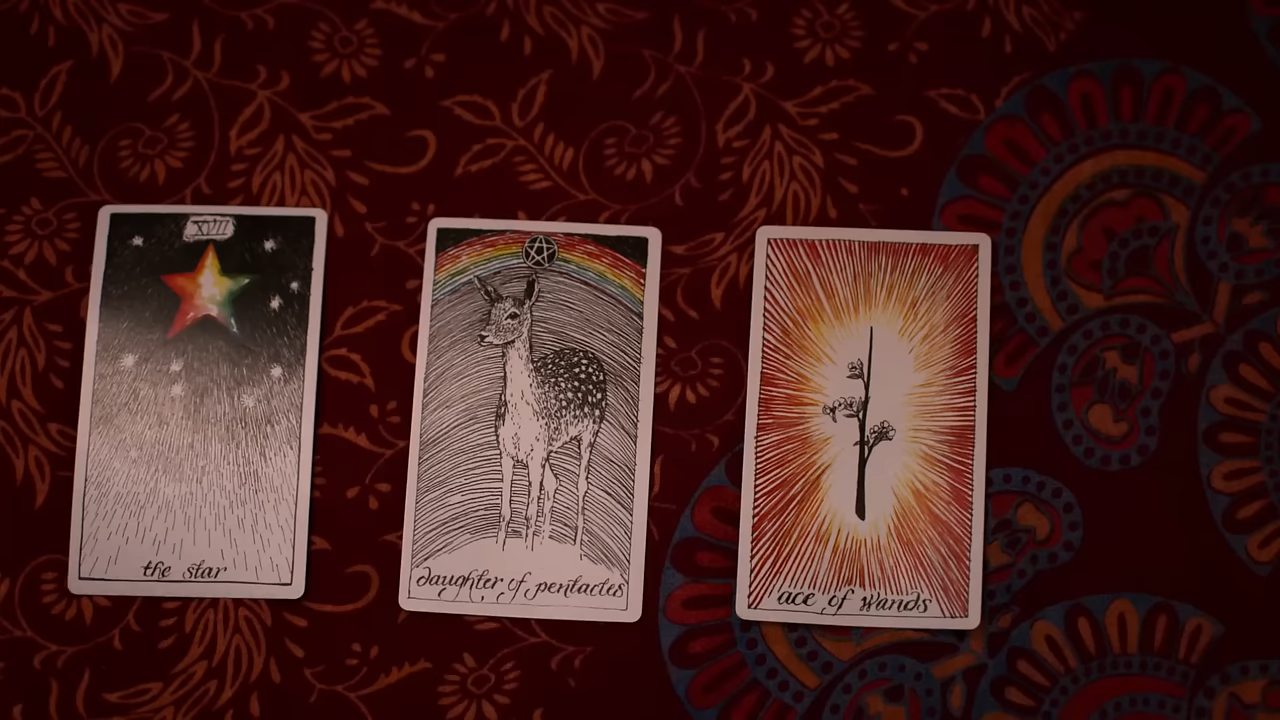 XVII
the star
daughter of pentacles
ace of wands